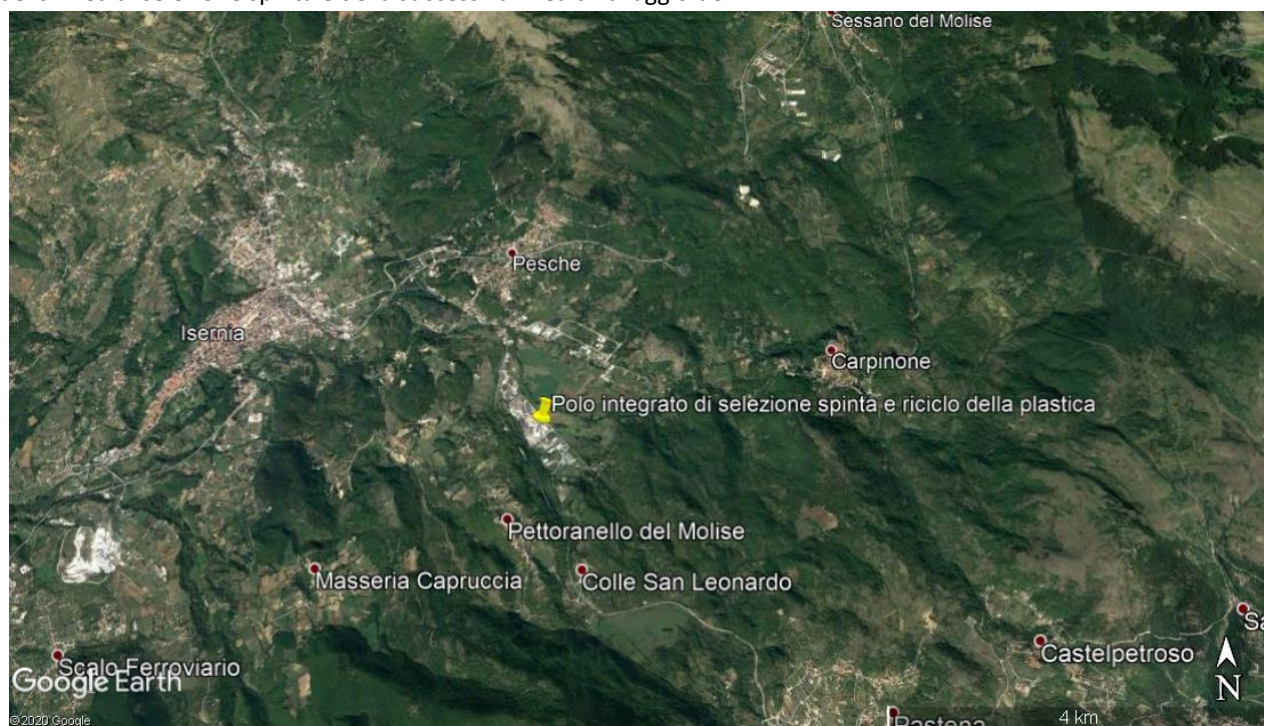 Sessano del Molise
Pesche
Isernia
Carpinone
Polo integrato di selezione spinta e riciclo della plastica
Pettoranello del Molise
Masseria Capruccia
Colle San Leonardo
Castelpetroso
Scalo Ferroviario
Google Earth
N
© 2020 Google
Pastena
4 km